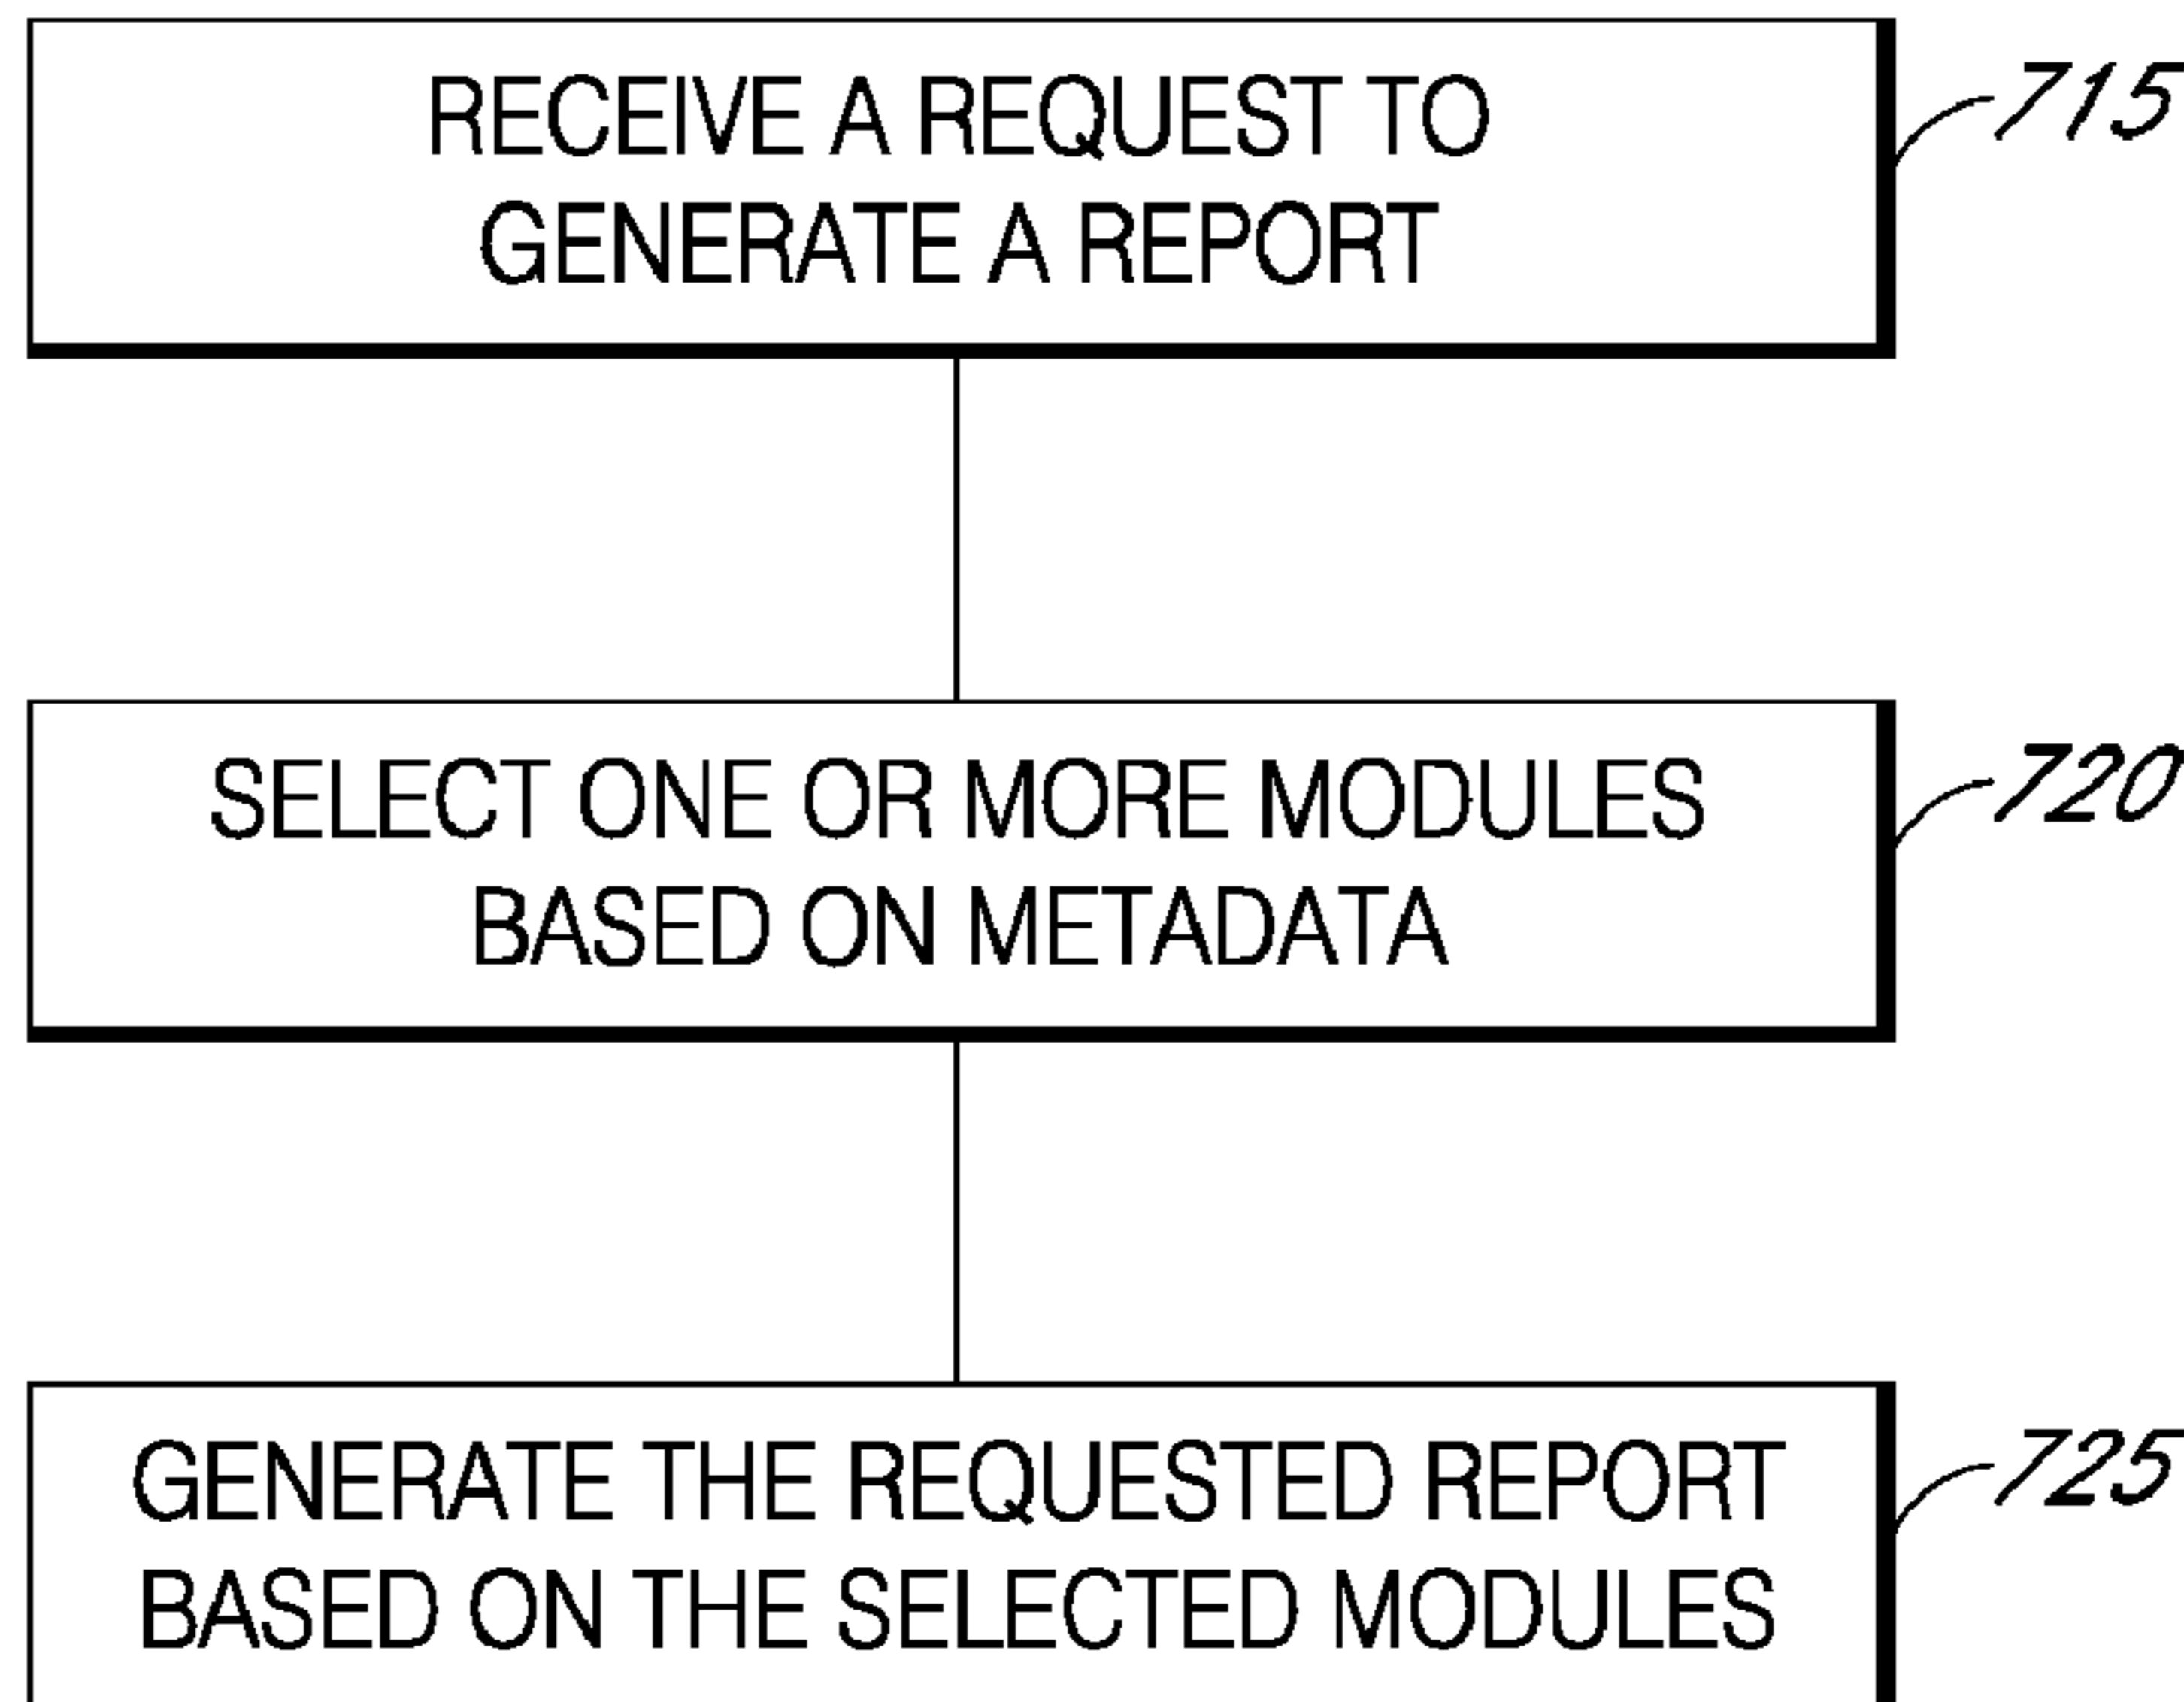 RECEIVE A REQUEST TO
GENERATE A REPORT
715
SELECT ONE OR MORE MODULES
BASED ON METADATA
720
GENERATE THE REQUESTED REPORT
BASED ON THE SELECTED MODULES
725